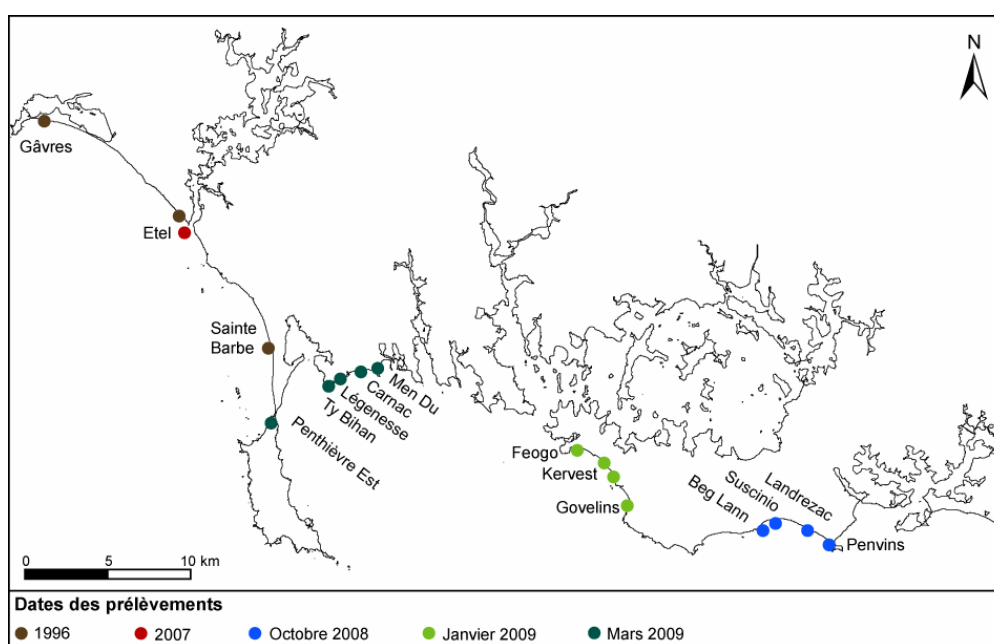 N
Gâvres
Etel
Sainte
Barbe
Men Du
Carnac
Légenesse
Ty Bihan
Penthièvre Est
Feogo
Kervest
Govelins
Landrezac
Suscinio
Beg Lann
Penvins
0 5 10 km
Dates des prélèvements
1996 2007 Octobre 2008 Janvier 2009 Mars 2009